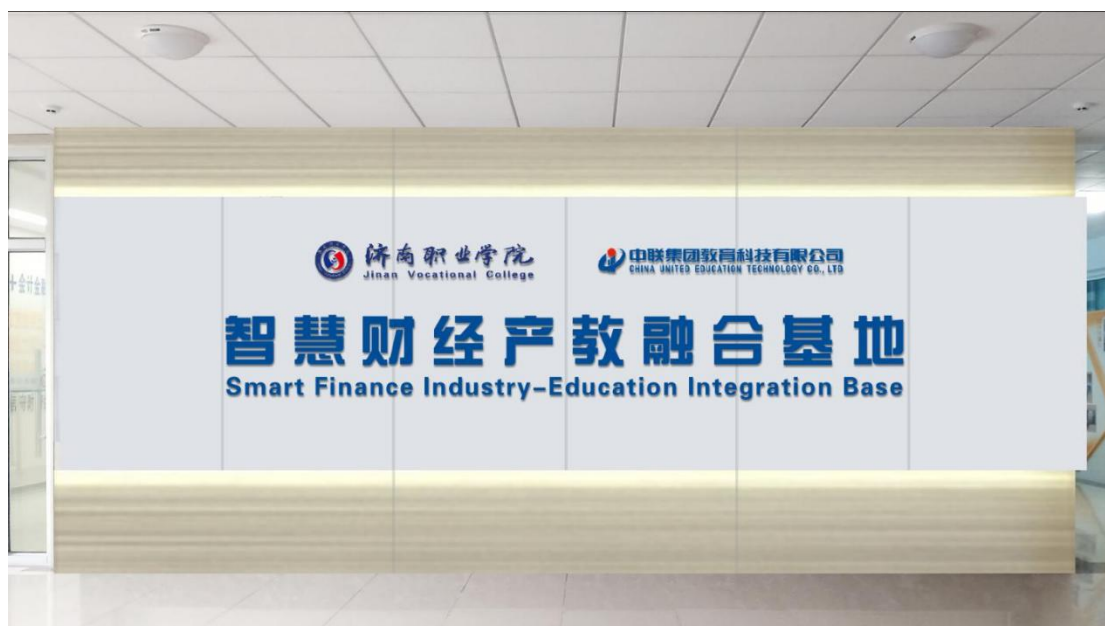 济南职业学院
Jinan Vocational College
中联集团教育科技有限公司
CHINA UNITED EDUCATION TECHNOLOGY CO., LTD
智慧财经产教融合基地
Smart Finance Industry-Education Integration Base